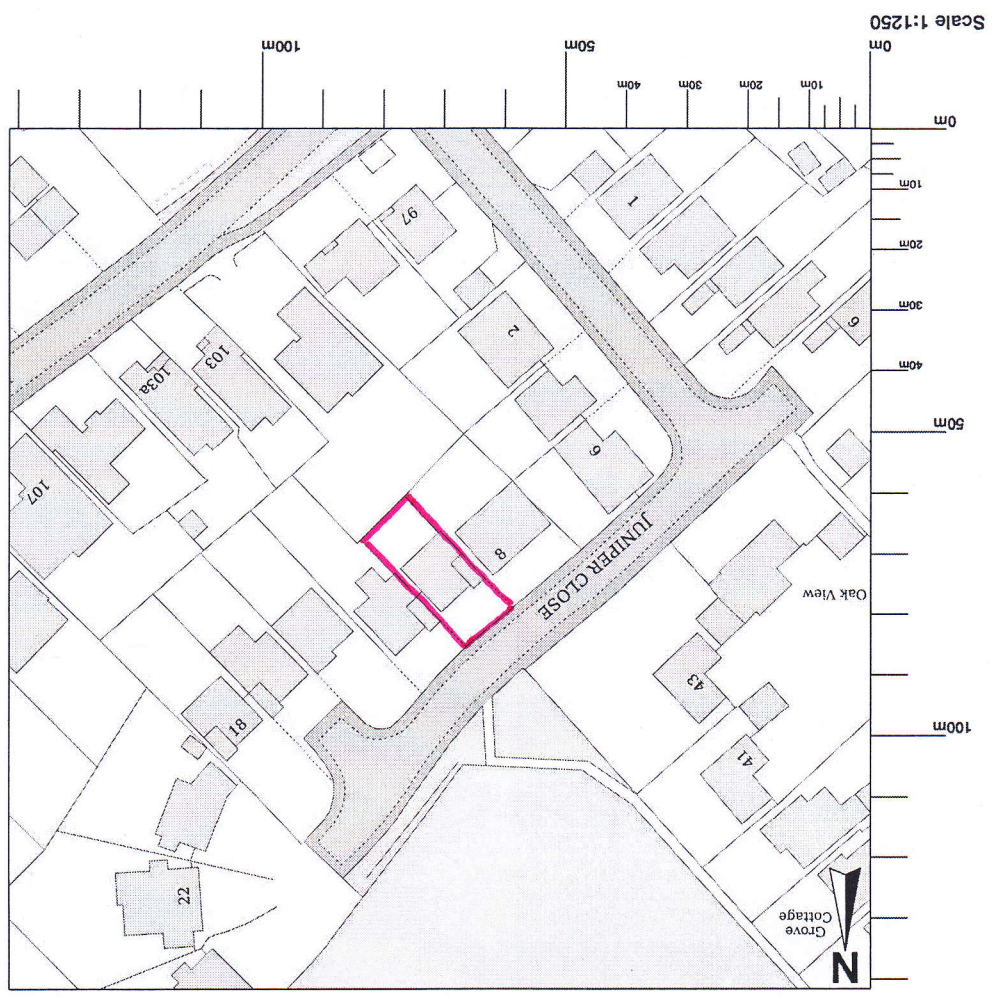 N
Grove
Cottage
22
41
18
43
Oak View
JUNIPER CLOSE
8
107
6
103a
103
2
9
97
1
100m
50m
40m
30m
20m
10m
0m
0m
10m
20m
30m
40m
50m
100m
Scale 1:1250